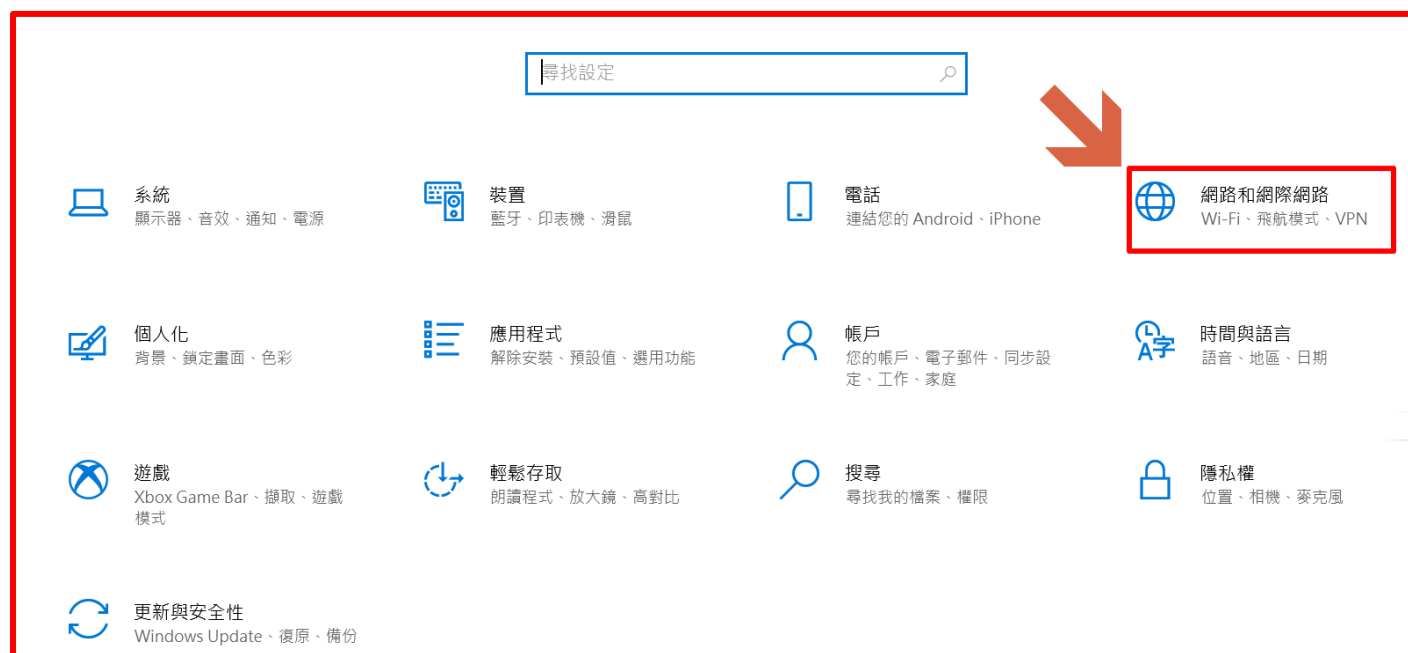 尋找設定
系統
顯示器、音效、通知、電源
裝置
藍牙、印表機、滑鼠
電話
連結您的 Android、iPhone
網路和網際網路
Wi-Fi、飛航模式、VPN
個人化
背景、鎖定畫面、色彩
應用程式
解除安裝、預設值、選用功能
帳戶
您的帳戶、電子郵件、同步設
定、工作、家庭
時間與語言
語音、地區、日期
遊戲
Xbox Game Bar、擷取、遊戲
模式
輕鬆存取
朗讀程式、放大鏡、高對比
搜尋
尋找我的檔案、權限
隱私權
位置、相機、麥克風
更新與安全性
Windows Update、復原、備份